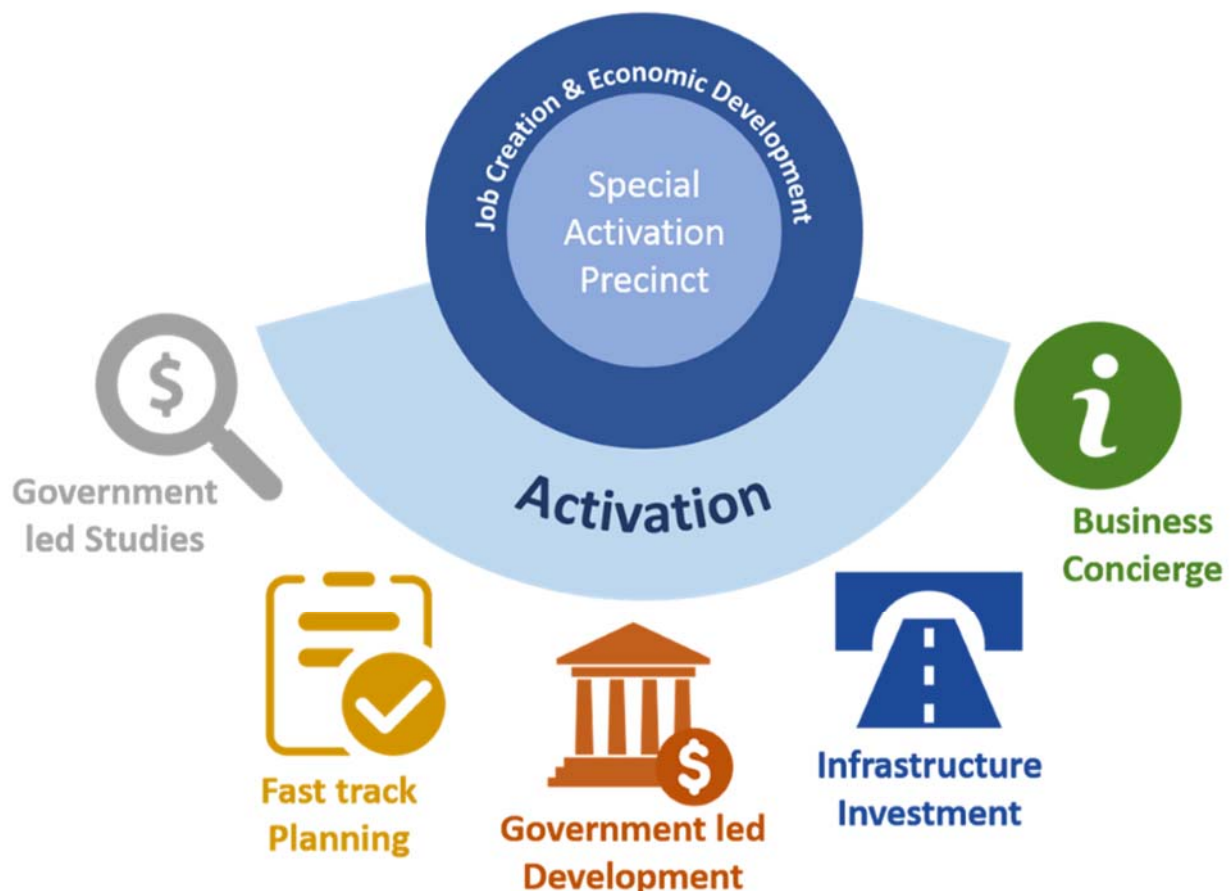 Job Creation & Economic Development
Special
Activation
Precinct
Activation
$
Government
led Studies
i
Business
Concierge
Fast track
Planning
$
Government led
Development
Infrastructure
Investment